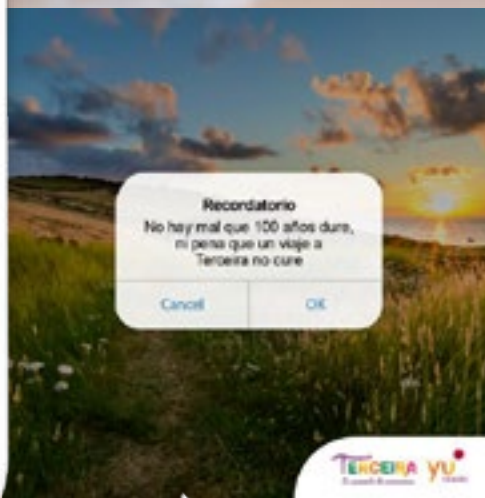 Recordatorio
No hay mal que 100 años dure,
ni pena que un viaje a
Terceira no cure
Cancel
OK
TERCEIRA yu